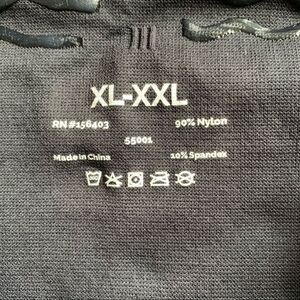 XL-XXL
RN #156403
90% Nylon
55001
Made in China
10% Spandex